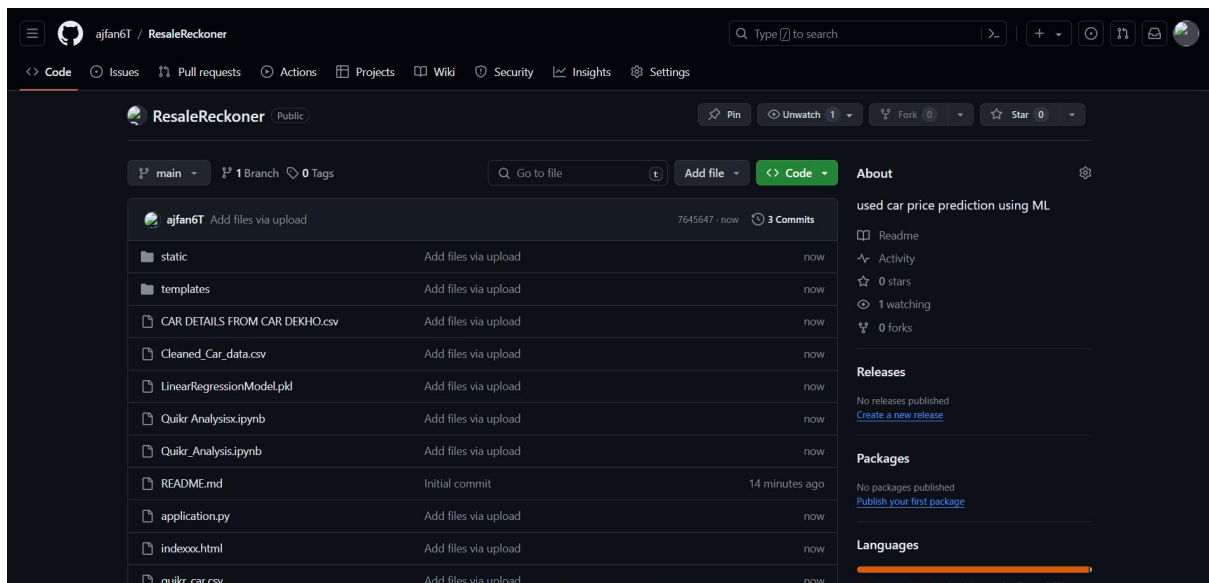 ajfan6T / ResaleReckoner
Type / to search
Code Issues Pull requests Actions Projects Wiki Security Insights Settings
ResaleReckoner Public
Pin Unwatch 1 Fork 0 Star 0
main 1 Branch 0 Tags
Go to file t Add file Code
ajfan6T Add files via upload 7645647 · now 3 Commits
static Add files via upload now
templates Add files via upload now
CAR DETAILS FROM CAR DEKHO.csv Add files via upload now
Cleaned_Car_data.csv Add files via upload now
LinearRegressionModel.pkl Add files via upload now
Quikr Analysisx.ipynb Add files via upload now
Quikr_Analysis.ipynb Add files via upload now
README.md Initial commit 14 minutes ago
application.py Add files via upload now
indexxx.html Add files via upload now
quikr_car.csv Add files via upload now
About
used car price prediction using ML
Readme
Activity
0 stars
1 watching
0 forks
Releases
No releases published
Create a new release
Packages
No packages published
Publish your first package
Languages